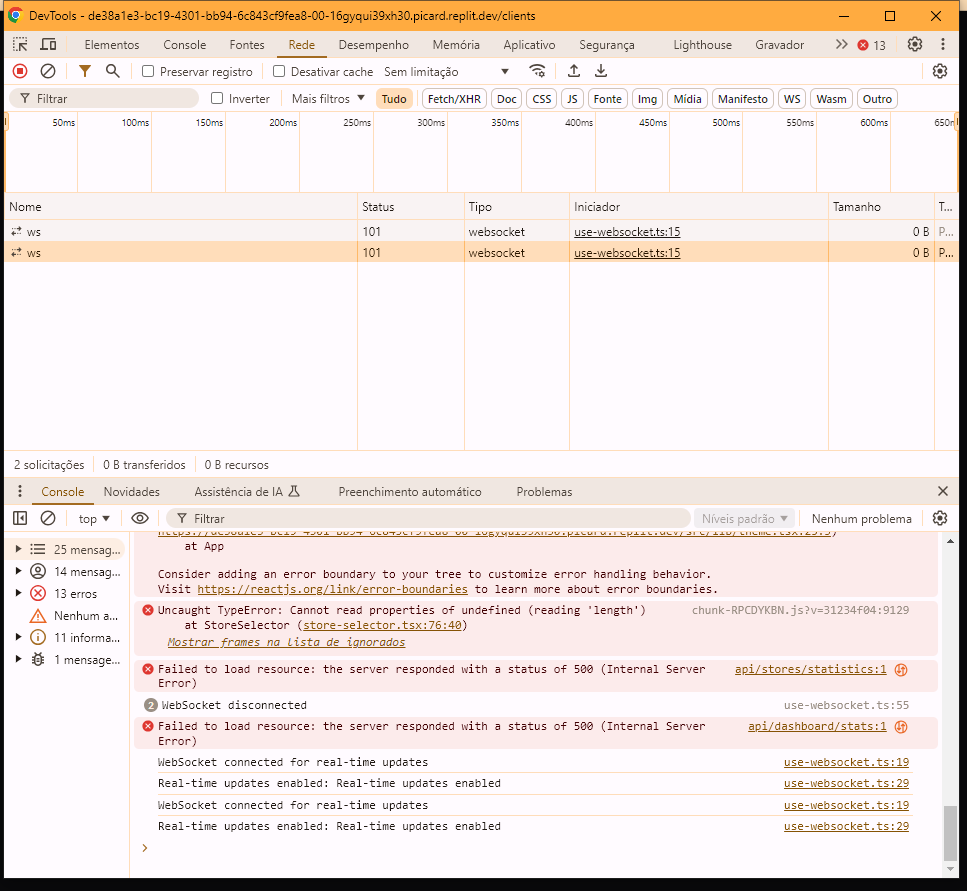 DevTools - de38a1e3-bc19-4301-bb94-6c843cf9fea8-00-16gyqui39xh30.picard.replit.dev/clients
Elementos Console Fontes Rede Desempenho Memória Aplicativo Segurança Lighthouse Gravador 13
Preservar registro Desativar cache Sem limitação
Filtrar Inverter Mais filtros Tudo Fetch/XHR Doc CSS JS Fonte Img Mídia Manifesto WS Wasm Outro
50ms 100ms 150ms 200ms 250ms 300ms 350ms 400ms 450ms 500ms 550ms 600ms 650r
Nome Status Tipo Iniciador Tamanho T...
ws 101 websocket use-websocket.ts:15 0 B P...
ws 101 websocket use-websocket.ts:15 0 B P...
2 solicitações 0 B transferidos 0 B recursos
Console Novidades Assistência de IA Preenchimento automático Problemas
top Filtrar Níveis padrão Nenhum problema
25 mensag...
14 mensag...
13 erros
Nenhum a...
11 informa...
1 mensage...
at App
Consider adding an error boundary to your tree to customize error handling behavior.
Visit https://reactjs.org/link/error-boundaries to learn more about error boundaries.
Uncaught TypeError: Cannot read properties of undefined (reading 'length') chunk-RPCDYKBN.js?v=31234f04:9129
at StoreSelector (store-selector.tsx:76:40)
Mostrar frames na lista de ignorados
Failed to load resource: the server responded with a status of 500 (Internal Server api/stores/statistics:1
Error)
2 WebSocket disconnected use-websocket.ts:55
Failed to load resource: the server responded with a status of 500 (Internal Server api/dashboard/stats:1
Error)
WebSocket connected for real-time updates use-websocket.ts:19
Real-time updates enabled: Real-time updates enabled use-websocket.ts:29
WebSocket connected for real-time updates use-websocket.ts:19
Real-time updates enabled: Real-time updates enabled use-websocket.ts:29